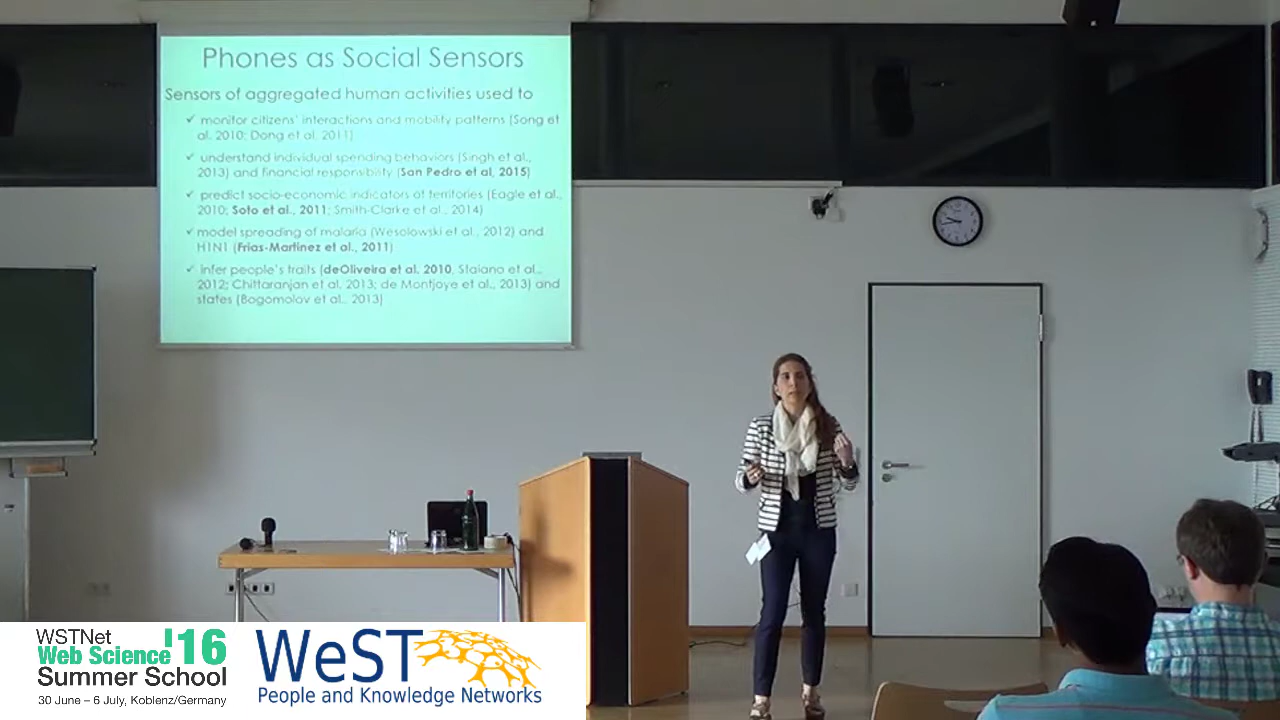 Phones as Social Sensors
Sensors of aggregated human activities used to
✓ monitor citizens' interactions and mobility patterns (Song et
al. 2010; Dong et al. 2011)
✓ understand individual spending behaviors (Singh et al.,
2013) and financial responsibility (San Pedro et al, 2015)
✓ predict socio-economic indicators of territories (Eagle et al.,
2010; Soto et al., 2011; Smith-Clarke et al., 2014)
✓ model spreading of malaria (Wesolowski et al., 2012) and
H1N1 (Frias-Martinez et al., 2011)
✓ infer people's traits (deOliveira et al. 2010, Staiano et al.,
2012; Chittaranjan et al. 2013; de Montjoye et al., 2013) and
states (Bogomolov et al., 2013)
WSTNet
Web Science '16
Summer School
30 June – 6 July, Koblenz/Germany
WeST
People and Knowledge Networks